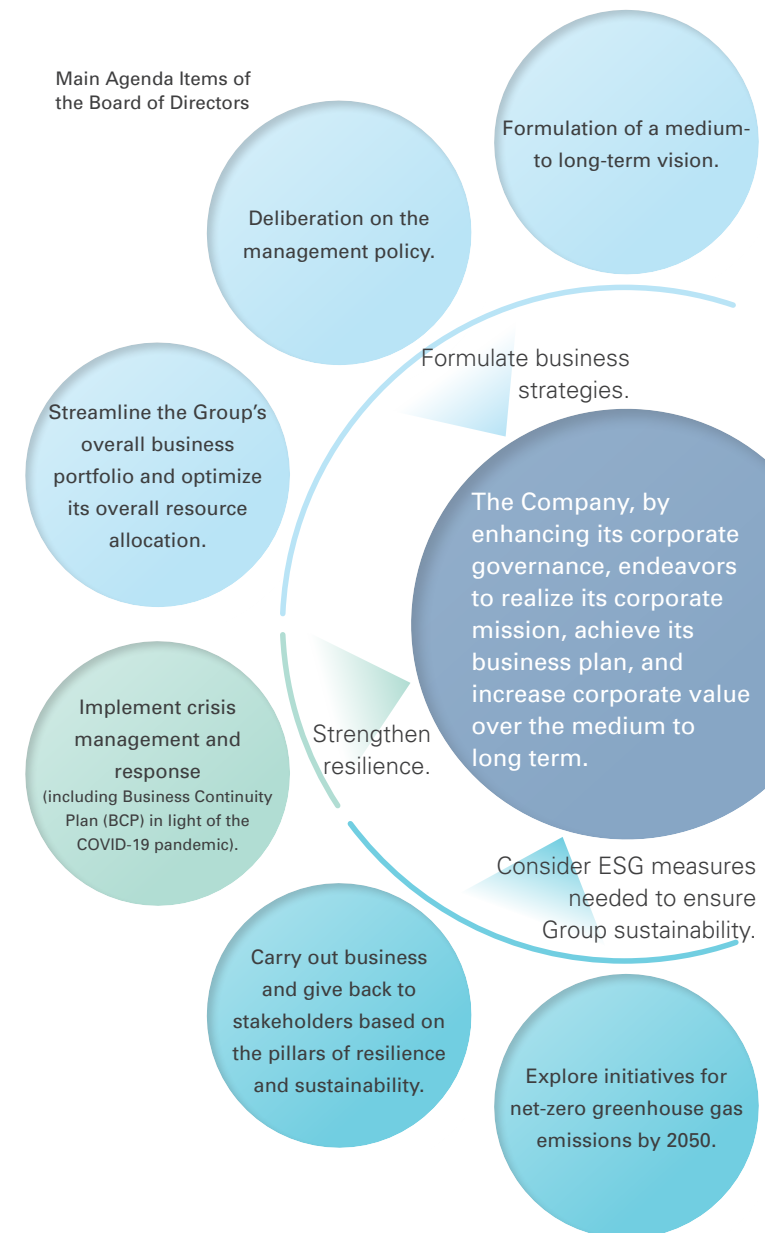 Main Agenda Items of
the Board of Directors
Formulation of a medium-
to long-term vision.
Deliberation on the
management policy.
Formulate business
strategies.
Streamline the Group’s
overall business
portfolio and optimize
its overall resource
allocation.
The Company, by
enhancing its corporate
governance, endeavors
to realize its corporate
mission, achieve its
business plan, and
increase corporate value
over the medium to
long term.
Implement crisis
management and
response
(including Business Continuity
Plan (BCP) in light of the
COVID-19 pandemic).
Strengthen
resilience.
Consider ESG measures
needed to ensure
Group sustainability.
Carry out business
and give back to
stakeholders based on
the pillars of resilience
and sustainability.
Explore initiatives for
net-zero greenhouse gas
emissions by 2050.